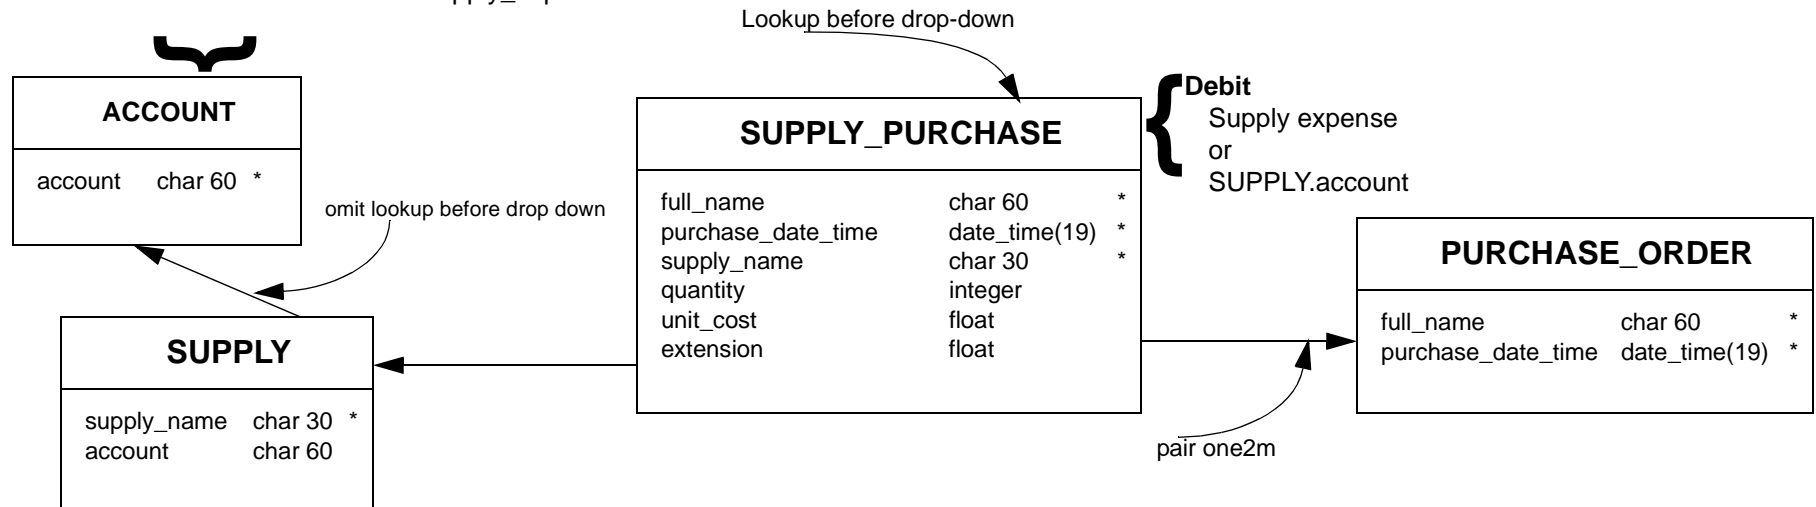 Lookup before drop-down
ACCOUNT
account char 60 *
omit lookup before drop down
SUPPLY
supply_name char 30 *
account char 60
SUPPLY_PURCHASE
full_name char 60 *
purchase_date_time date_time(19) *
supply_name char 30 *
quantity integer
unit_cost float
extension float
{ Debit
Supply expense
or
SUPPLY.account
PURCHASE_ORDER
full_name char 60 *
purchase_date_time date_time(19) *
pair one2m